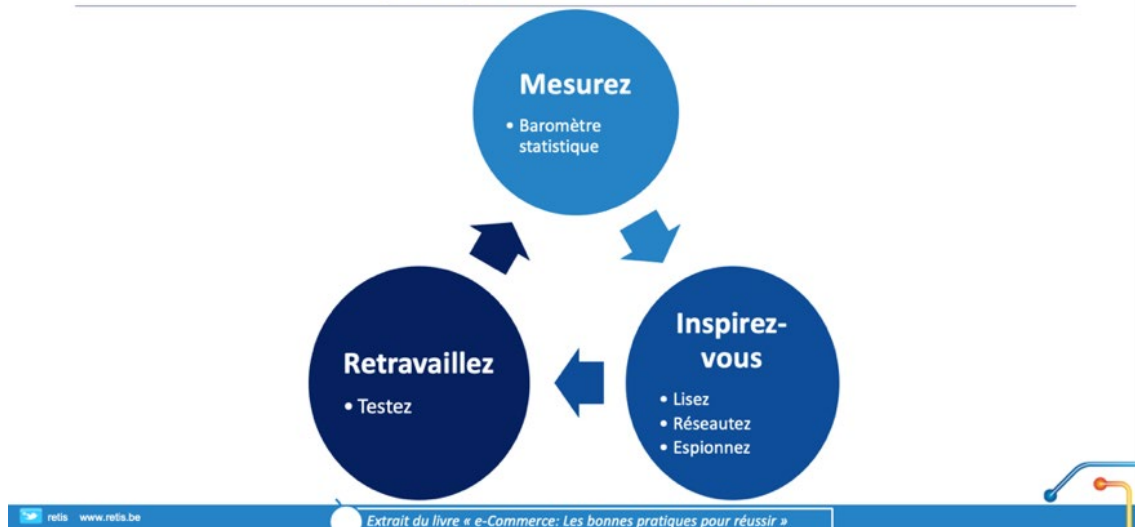 Mesurez
• Baromètre
statistique
Inspirez-
vous
• Lisez
• Réseautez
• Espionnez
Retravaillez
• Testez
retis www.retis.be
Extrait du livre « e-Commerce: Les bonnes pratiques pour réussir »